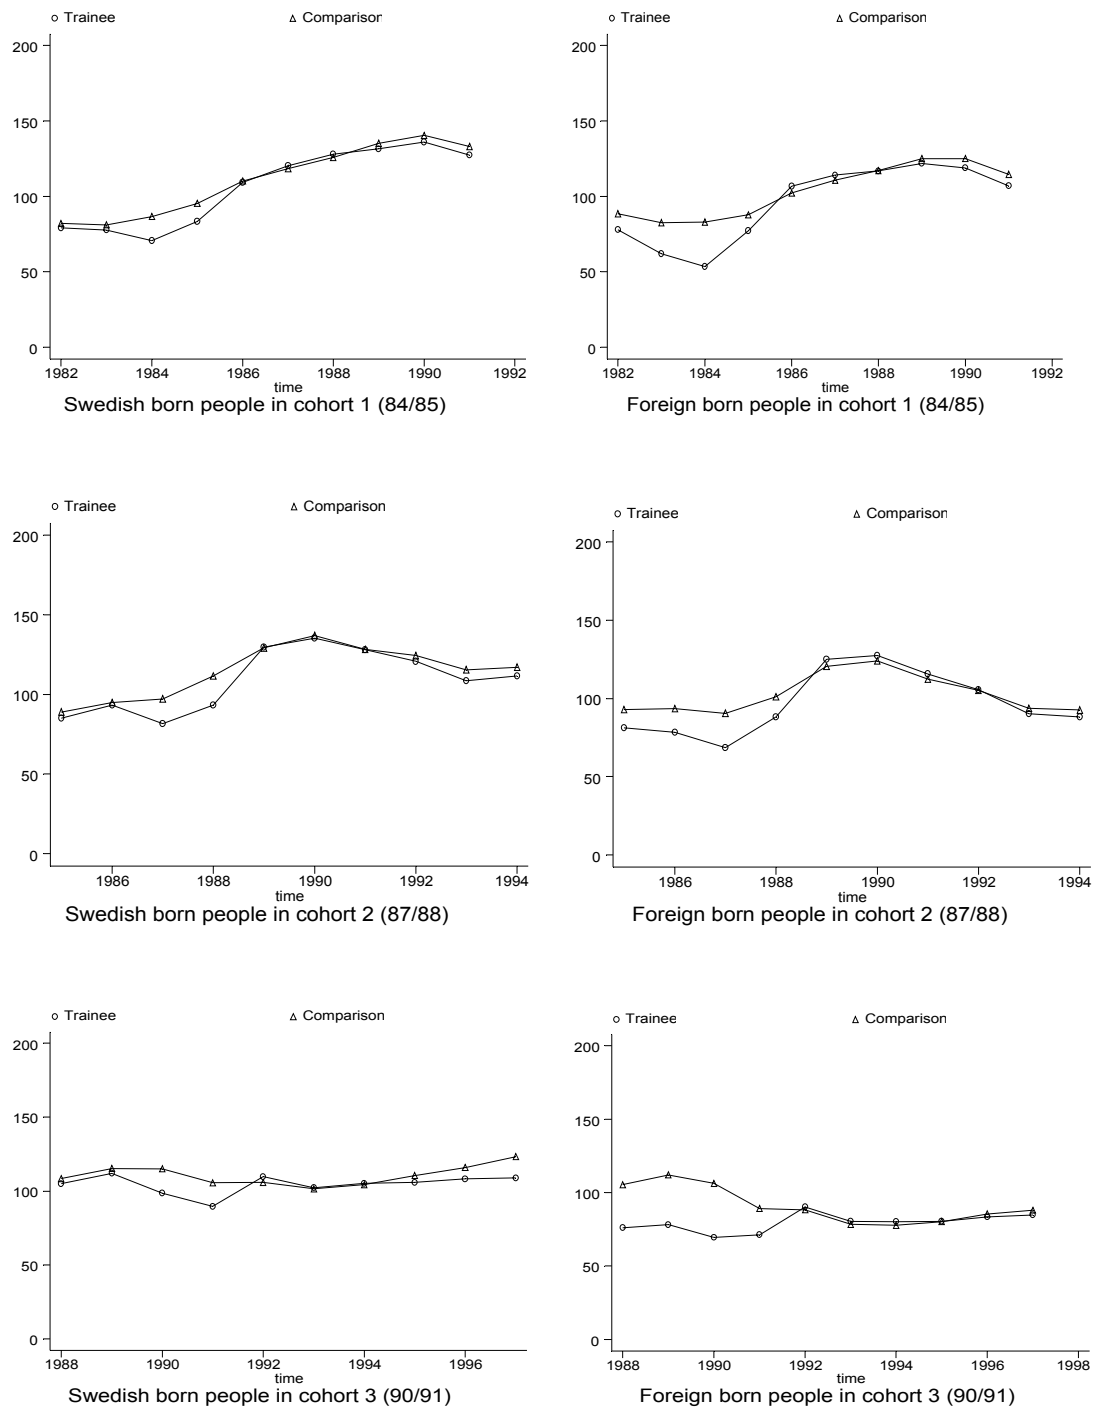 Trainee Comparison
200
150
100
50
0
1982 1984 1986 1988 1990 1992
time
Swedish born people in cohort 1 (84/85)
Trainee Comparison
200
150
100
50
0
1982 1984 1986 1988 1990 1992
time
Foreign born people in cohort 1 (84/85)
Trainee Comparison
200
150
100
50
0
1986 1988 1990 1992 1994
time
Swedish born people in cohort 2 (87/88)
Trainee Comparison
200
150
100
50
0
1986 1988 1990 1992 1994
time
Foreign born people in cohort 2 (87/88)
Trainee Comparison
200
150
100
50
0
1988 1990 1992 1994 1996
time
Swedish born people in cohort 3 (90/91)
Trainee Comparison
200
150
100
50
0
1988 1990 1992 1994 1996 1998
time
Foreign born people in cohort 3 (90/91)